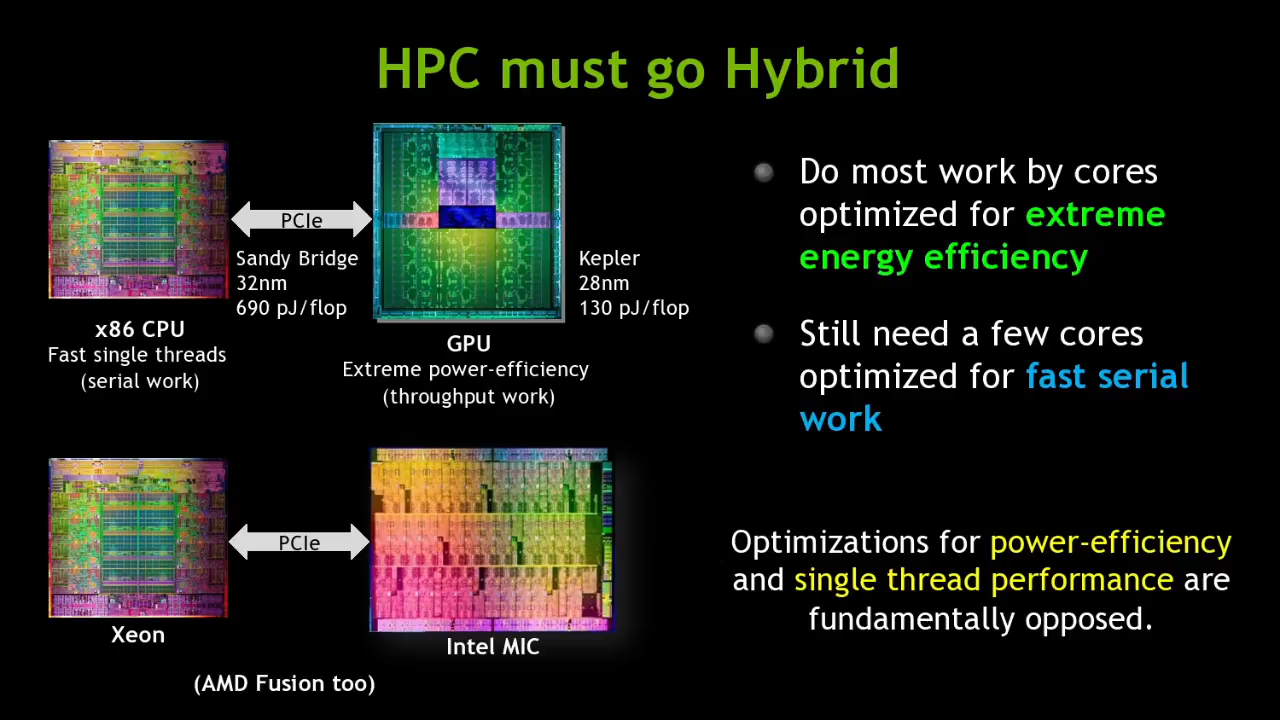 HPC must go Hybrid
PCIe
Sandy Bridge
32nm
690 pJ/flop
Kepler
28nm
130 pJ/flop
x86 CPU
Fast single threads
(serial work)
GPU
Extreme power-efficiency
(throughput work)
PCIe
Xeon
Intel MIC
(AMD Fusion too)
Do most work by cores
optimized for extreme
energy efficiency
Still need a few cores
optimized for fast serial
work
Optimizations for power-efficiency
and single thread performance are
fundamentally opposed.